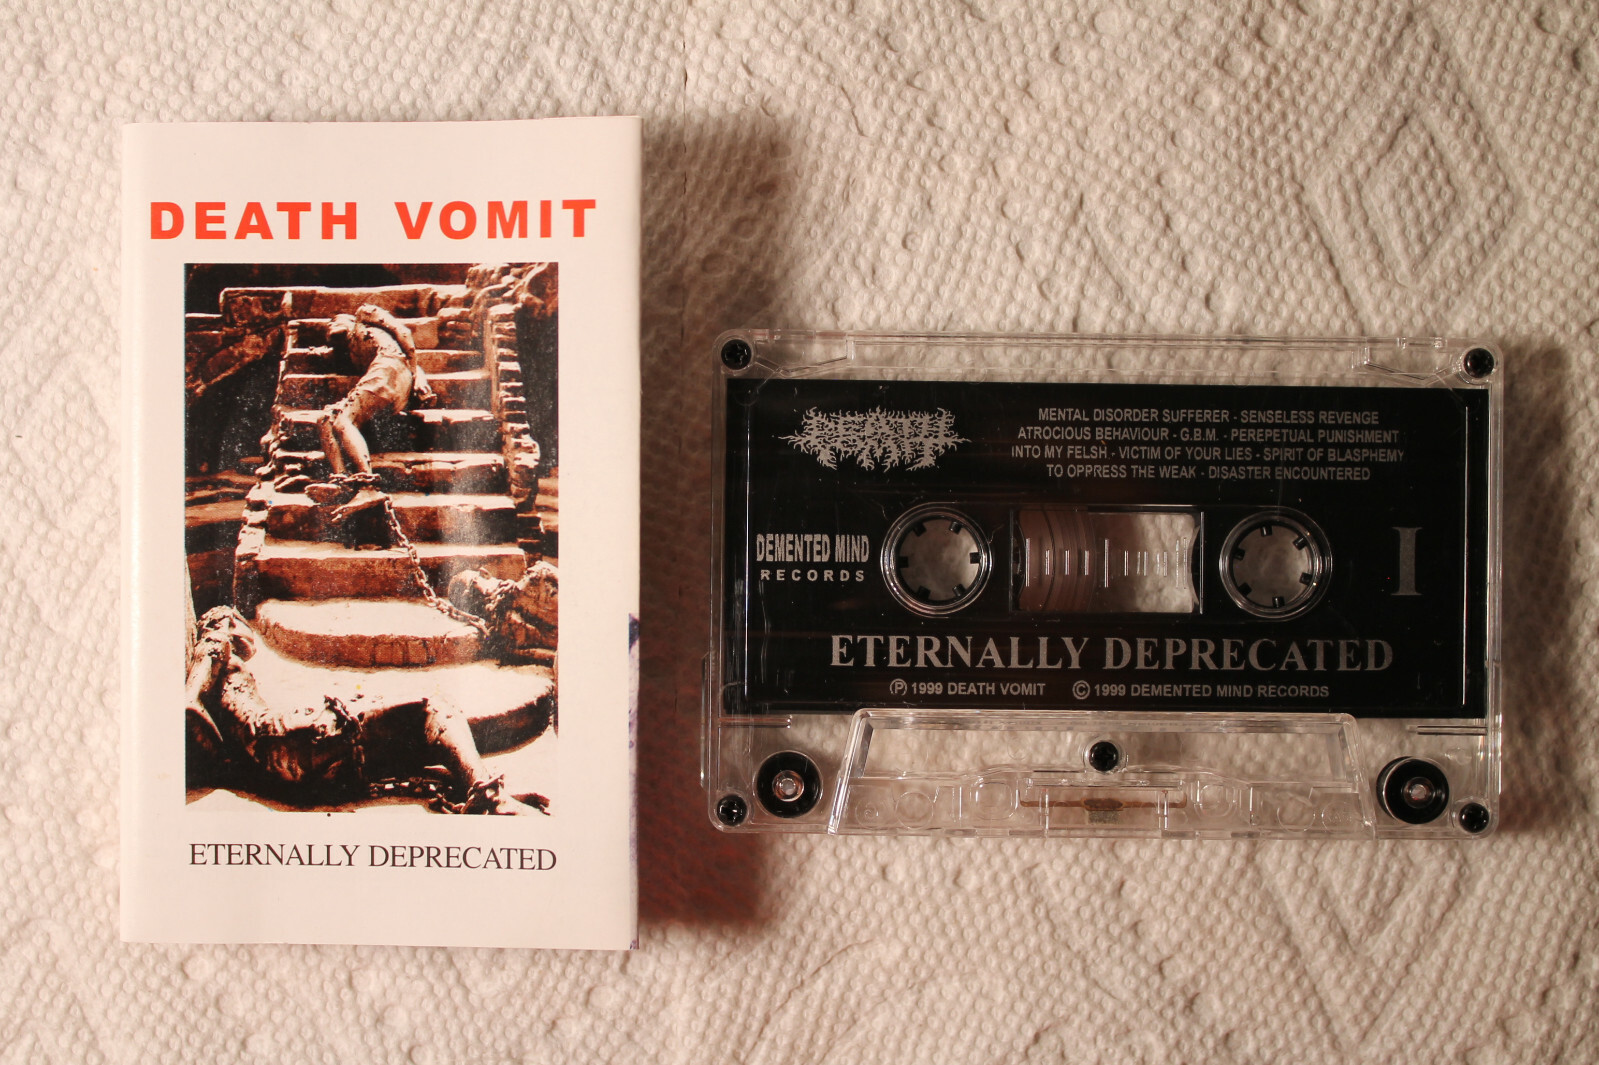 DEATH VOMIT
ETERNALLY DEPRECATED
DEATH
VOMIT
MENTAL DISORDER SUFFERER - SENSELESS REVENGE
ATROCIOUS BEHAVIOUR - G.B.M. - PEREPETUAL PUNISHMENT
INTO MY FELSH - VICTIM OF YOUR LIES - SPIRIT OF BLASPHEMY
TO OPPRESS THE WEAK - DISASTER ENCOUNTERED
DEMENTED MIND
RECORDS
I
ETERNALLY DEPRECATED
Ⓟ 1999 DEATH VOMIT © 1999 DEMENTED MIND RECORDS